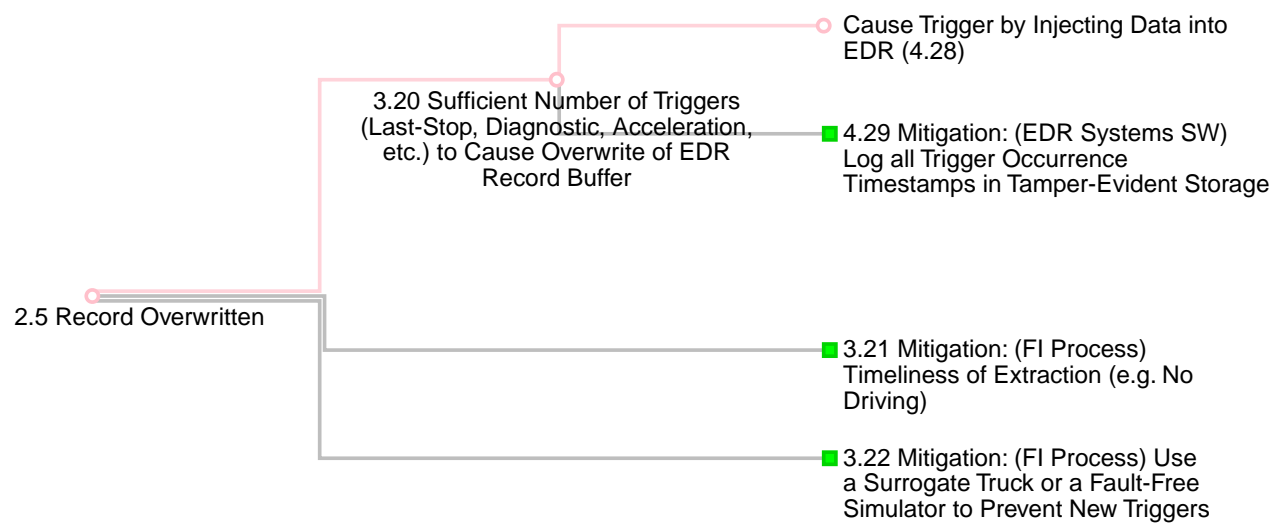 Cause Trigger by Injecting Data into
EDR (4.28)
3.20 Sufficient Number of Triggers
(Last-Stop, Diagnostic, Acceleration,
etc.) to Cause Overwrite of EDR
Record Buffer
4.29 Mitigation: (EDR Systems SW)
Log all Trigger Occurrence
Timestamps in Tamper-Evident Storage
2.5 Record Overwritten
3.21 Mitigation: (FI Process)
Timeliness of Extraction (e.g. No
Driving)
3.22 Mitigation: (FI Process) Use
a Surrogate Truck or a Fault-Free
Simulator to Prevent New Triggers